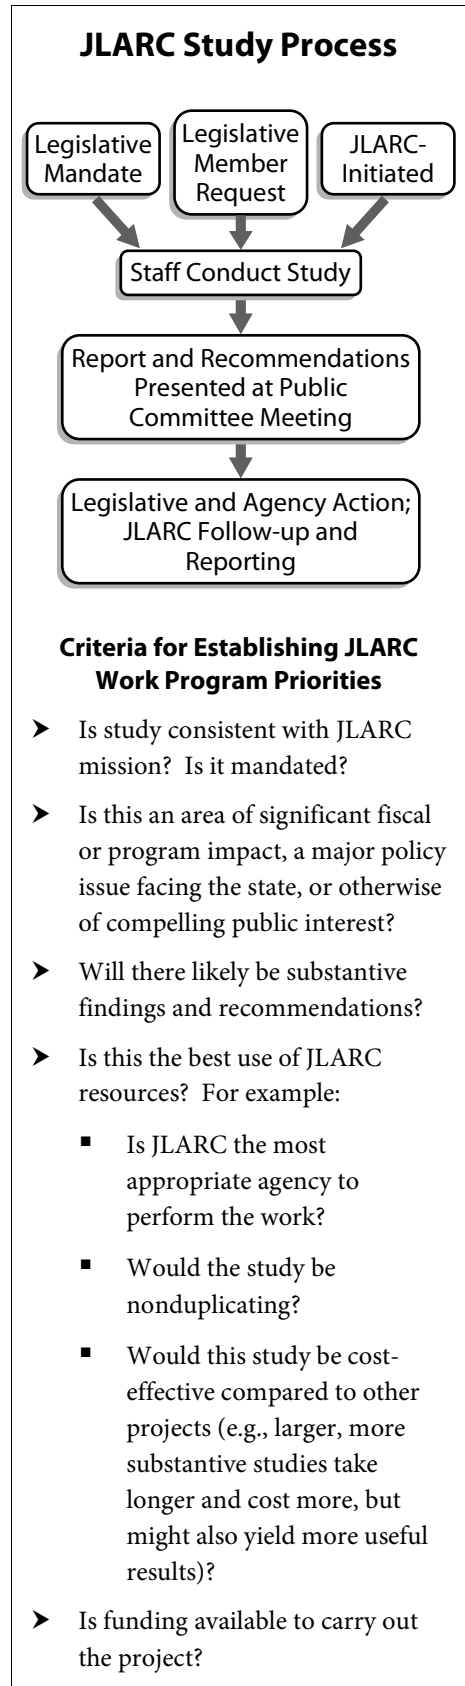 JLARC Study Process
Legislative
Mandate
Legislative
Member
Request
JLARC-
Initiated
Staff Conduct Study
Report and Recommendations
Presented at Public
Committee Meeting
Legislative and Agency Action;
JLARC Follow-up and
Reporting
Criteria for Establishing JLARC
Work Program Priorities
➤ Is study consistent with JLARC
mission?  Is it mandated?
➤ Is this an area of significant fiscal
or program impact, a major policy
issue facing the state, or otherwise
of compelling public interest?
➤ Will there likely be substantive
findings and recommendations?
➤ Is this the best use of JLARC
resources?  For example:
▪ Is JLARC the most
appropriate agency to
perform the work?
▪ Would the study be
nonduplicating?
▪ Would this study be cost-
effective compared to other
projects (e.g., larger, more
substantive studies take
longer and cost more, but
might also yield more useful
results)?
➤ Is funding available to carry out
the project?